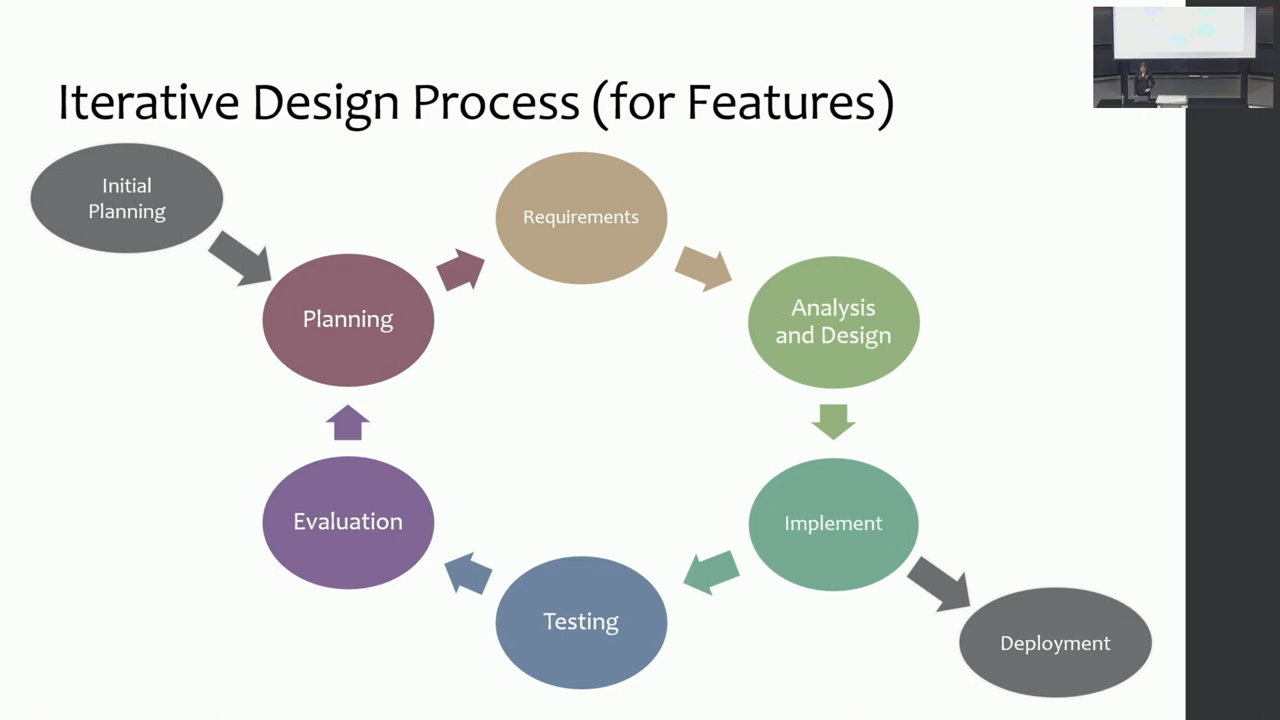 Iterative Design Process (for Features)
Initial
Planning
Requirements
Planning
Analysis
and Design
Evaluation
Implement
Testing
Deployment